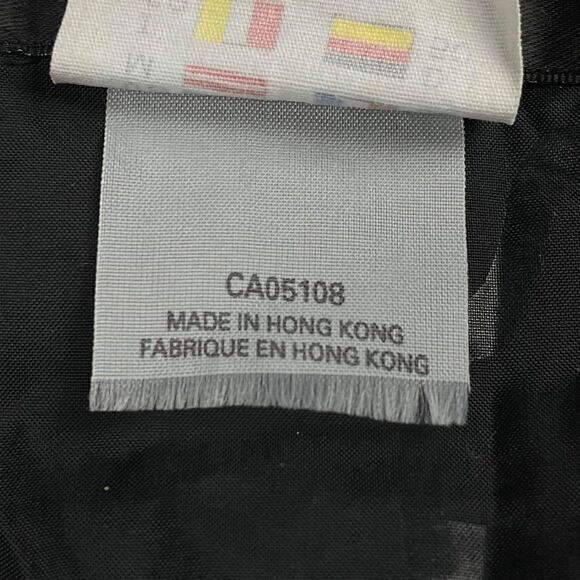 CA05108
MADE IN HONG KONG
FABRIQUE EN HONG KONG